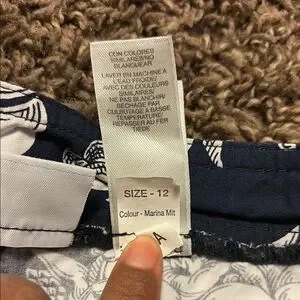 CON COLORES
SIMILARES/NO
BLANQUEAR
LAVER EN MACHINE A
L'EAU FROIDE/
AVEC DES COULEURS
SIMILAIRES/
NE PAS BLANCHIR/
SECHAGE PAR
CULBUTAGE A BASSE
TEMPERATURE/
REPASSER AU FER
TIEDE
SIZE - 12
Colour - Marina Mit
A